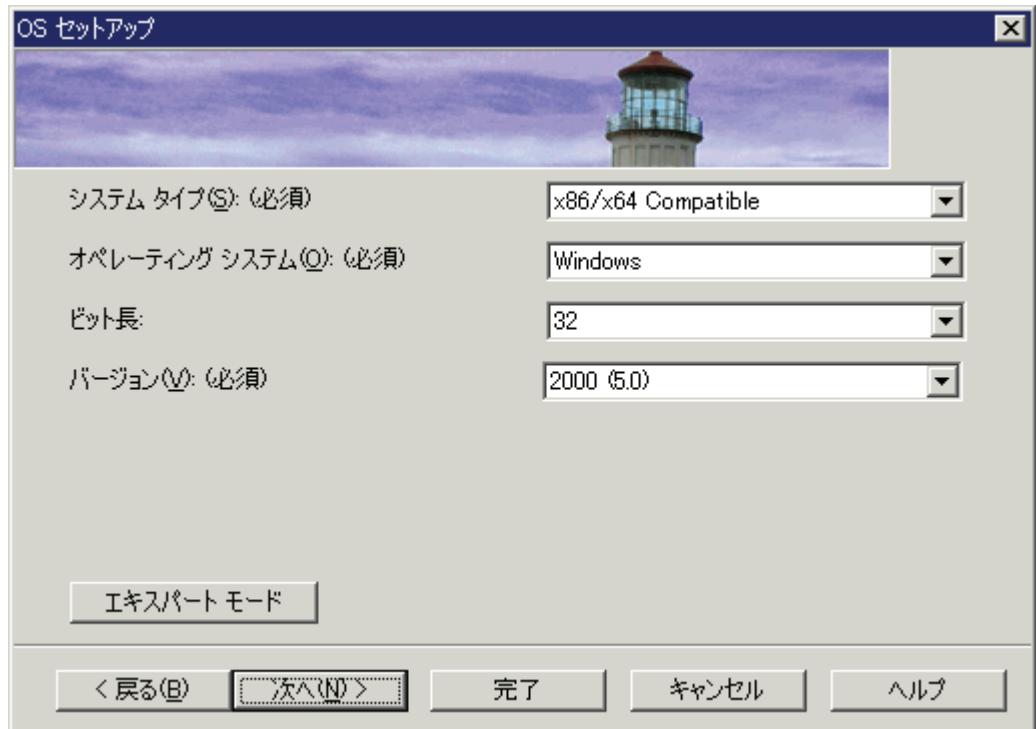 OS セットアップ
システム タイプ(S): (必須)
x86/x64 Compatible
オペレーティング システム(O): (必須)
Windows
ビット長:
32
バージョン(V): (必須)
2000 (5.0)
エキスパート モード
< 戻る(B)
次へ(N) >
完了
キャンセル
ヘルプ